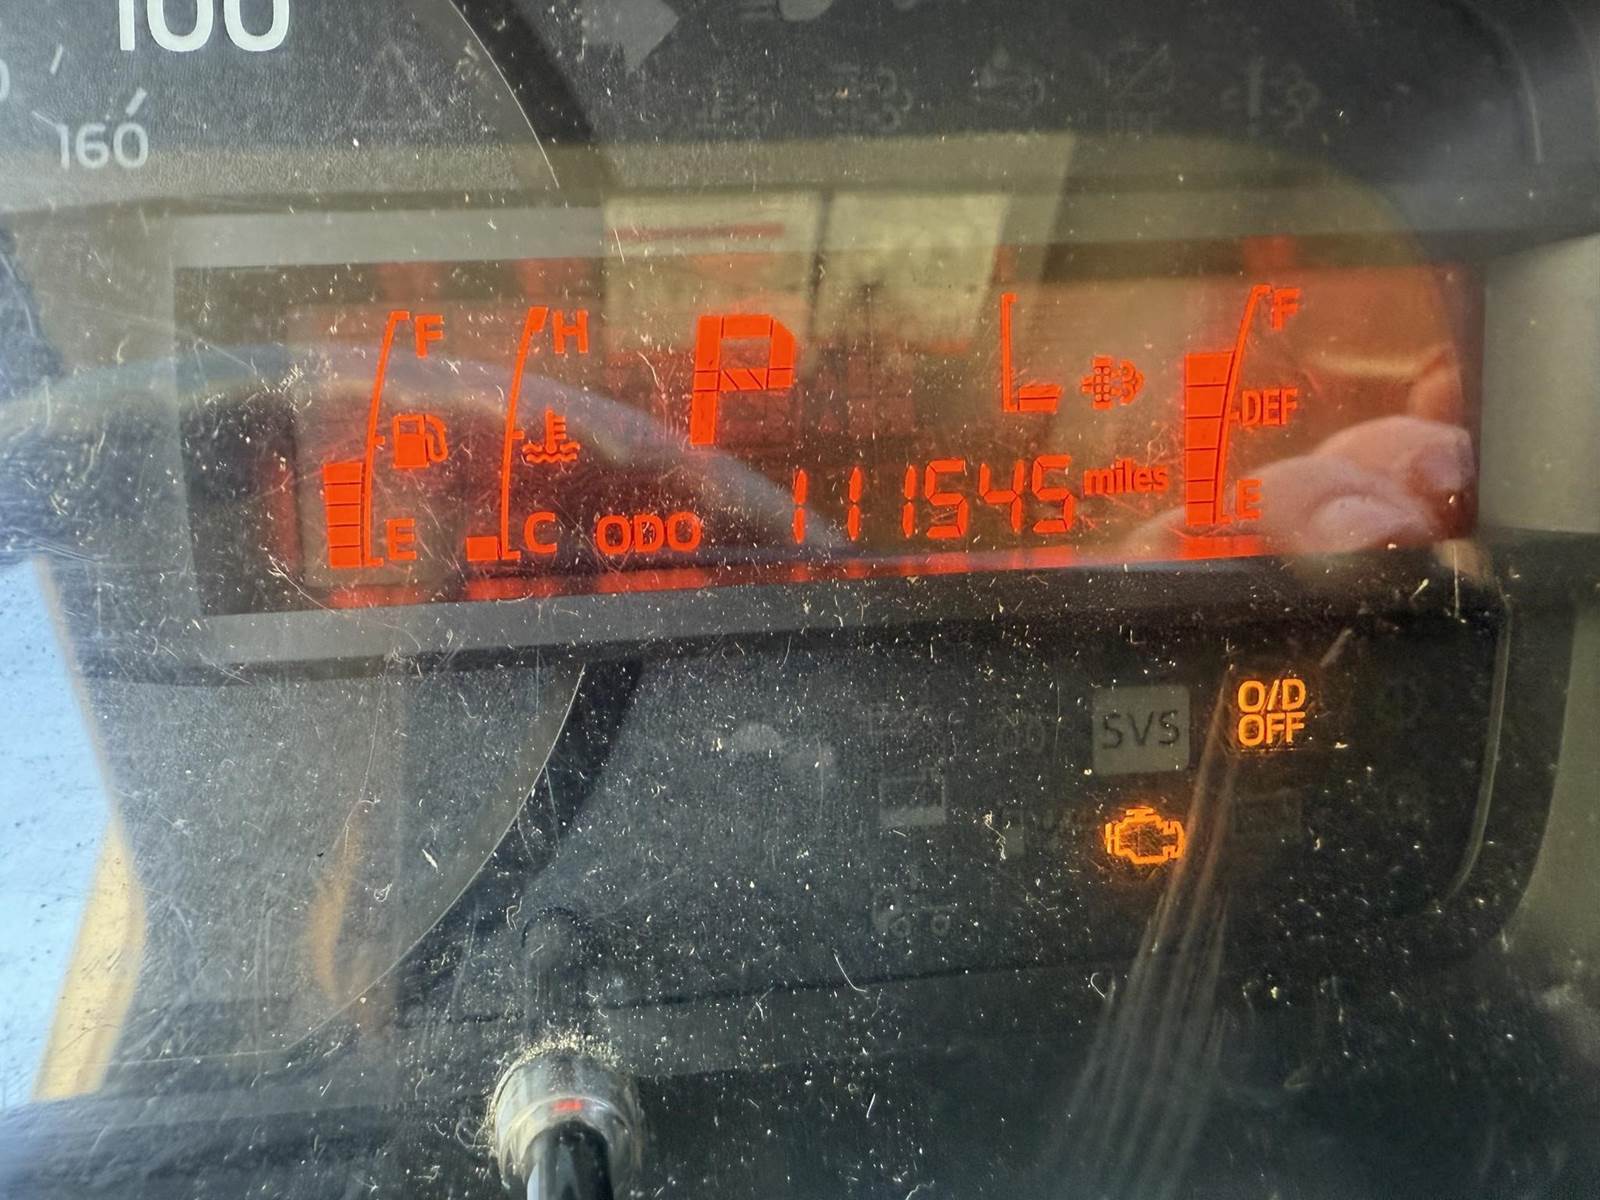 100
160
F H P F
DEF
E C ODO 111545 miles E
SVS
O/D
OFF